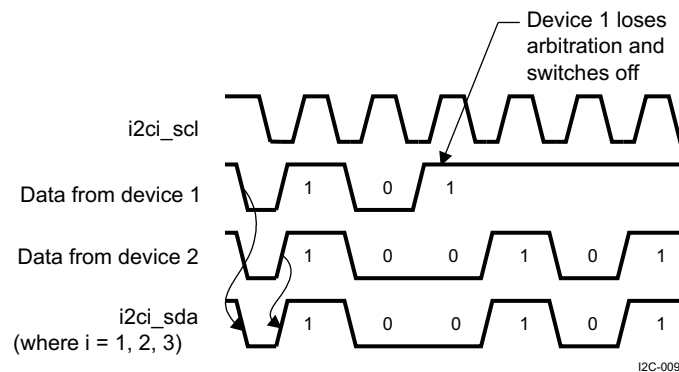 Device 1 loses
arbitration and
switches off
i2ci_scl
Data from device 1
1 0 1
Data from device 2
1 0 0 1 0 1
i2ci_sda
(where i = 1, 2, 3)
1 0 0 1 0 1
I2C-009